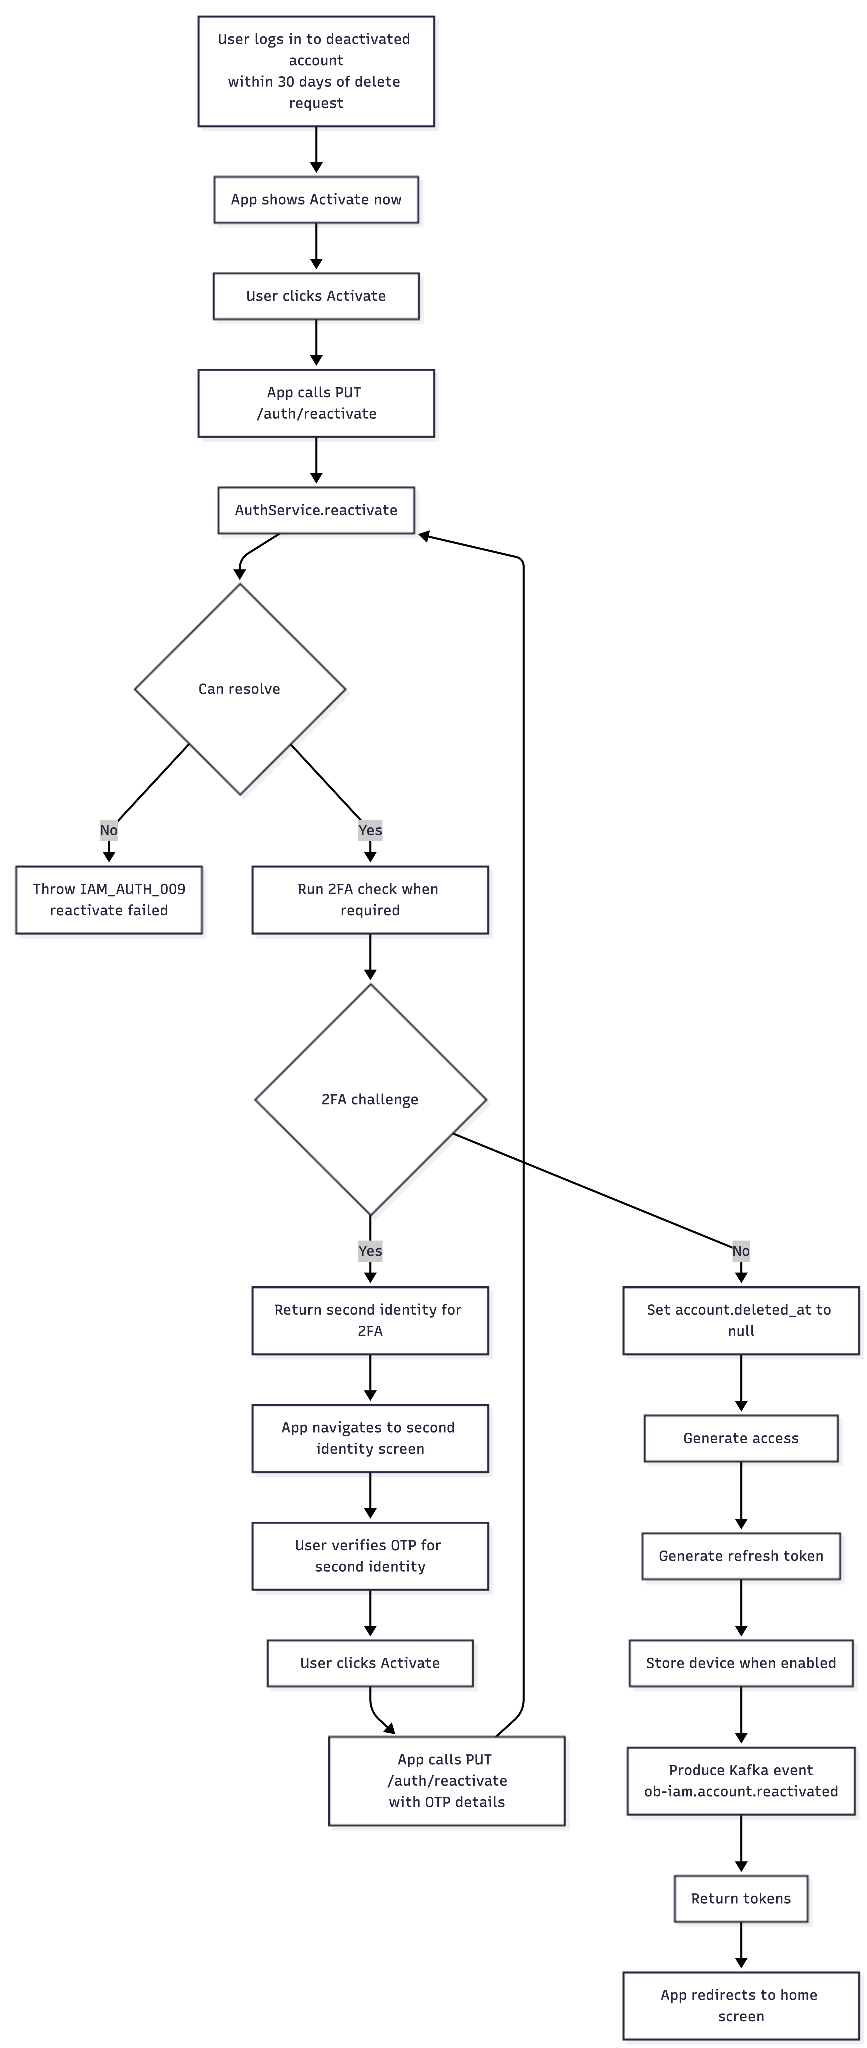 User logs in to deactivated
account
within 30 days of delete
request
App shows Activate now
User clicks Activate
App calls PUT
/auth/reactivate
AuthService.reactivate
Can resolve
No
Yes
Throw IAM_AUTH_009
reactivate failed
Run 2FA check when
required
2FA challenge
Yes
No
Return second identity for
2FA
Set account.deleted_at to
null
App navigates to second
identity screen
Generate access
User verifies OTP for
second identity
Generate refresh token
User clicks Activate
Store device when enabled
App calls PUT
/auth/reactivate
with OTP details
Produce Kafka event
ob-iam.account.reactivated
Return tokens
App redirects to home
screen